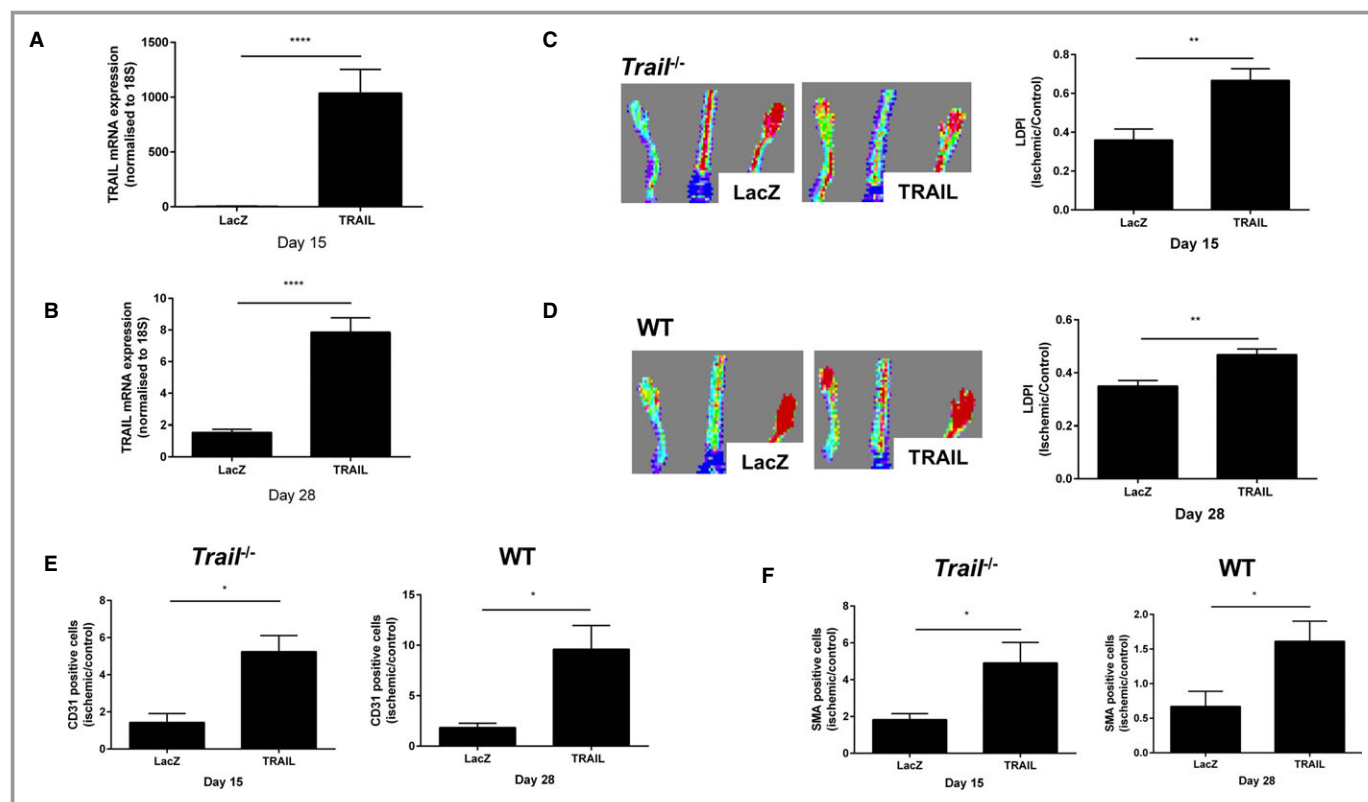 A
TRAIL mRNA expression
(normalised to 18S)
1500
1000
500
0
****
LacZ
TRAIL
Day 15
B
TRAIL mRNA expression
(normalised to 18S)
10
8
6
4
2
0
****
LacZ
TRAIL
Day 28
C
Trail-/-
LacZ
TRAIL
LDPI
(Ischemic/Control)
0.8
0.6
0.4
0.2
0.0
**
LacZ
TRAIL
Day 15
D
WT
LacZ
TRAIL
LDPI
(Ischemic/Control)
0.6
0.4
0.2
0.0
**
LacZ
TRAIL
Day 28
E
Trail-/-
CD31 positive cells
(ischemic/control)
8
6
4
2
0
*
LacZ
TRAIL
Day 15
WT
CD31 positive cells
(ischemic/control)
15
10
5
0
*
LacZ
TRAIL
Day 28
F
Trail-/-
SMA positive cells
(ischemic/control)
8
6
4
2
0
*
LacZ
TRAIL
Day 15
WT
SMA positive cells
(ischemic/control)
2.0
1.5
1.0
0.5
0.0
*
LacZ
TRAIL
Day 28